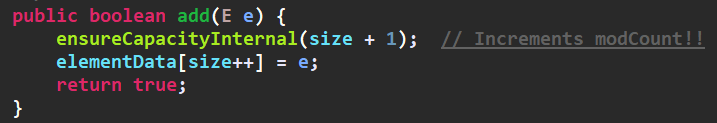 public boolean add(E e) {
    ensureCapacityInternal(size + 1);  // Increments modCount!!
    elementData[size++] = e;
    return true;
}